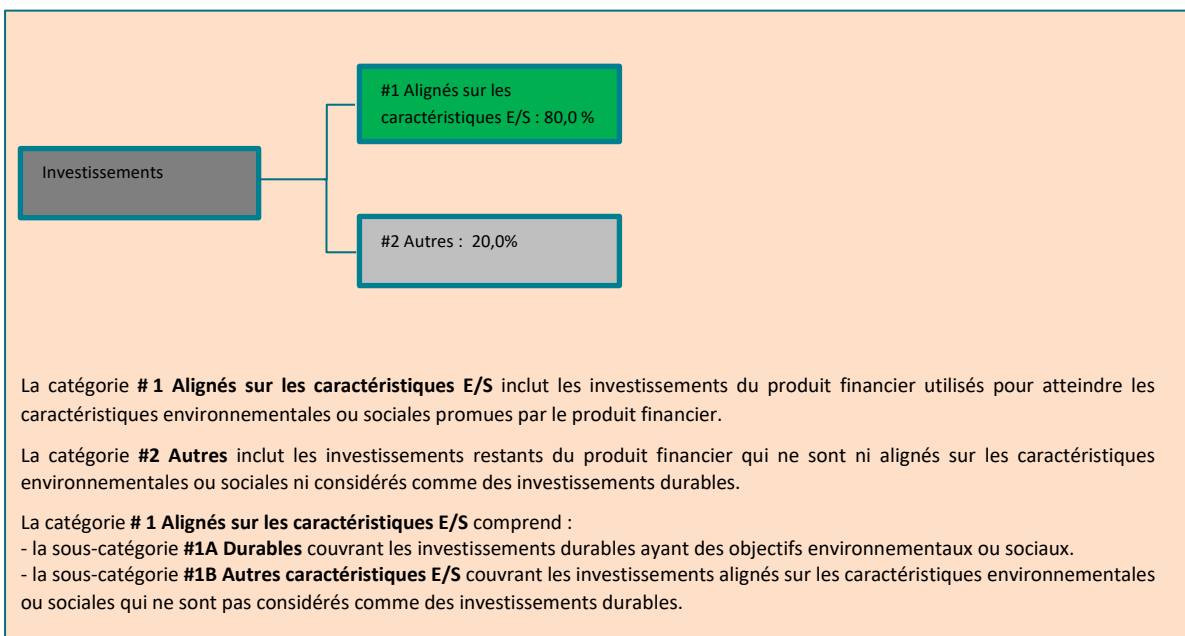 #1 Alignés sur les
caractéristiques E/S : 80,0 %
Investissements
#2 Autres : 20,0%
La catégorie # 1 Alignés sur les caractéristiques E/S inclut les investissements du produit financier utilisés pour atteindre les
caractéristiques environnementales ou sociales promues par le produit financier.
La catégorie #2 Autres inclut les investissements restants du produit financier qui ne sont ni alignés sur les caractéristiques
environnementales ou sociales ni considérés comme des investissements durables.
La catégorie # 1 Alignés sur les caractéristiques E/S comprend :
- la sous-catégorie #1A Durables couvrant les investissements durables ayant des objectifs environnementaux ou sociaux.
- la sous-catégorie #1B Autres caractéristiques E/S couvrant les investissements alignés sur les caractéristiques environnementales
ou sociales qui ne sont pas considérés comme des investissements durables.